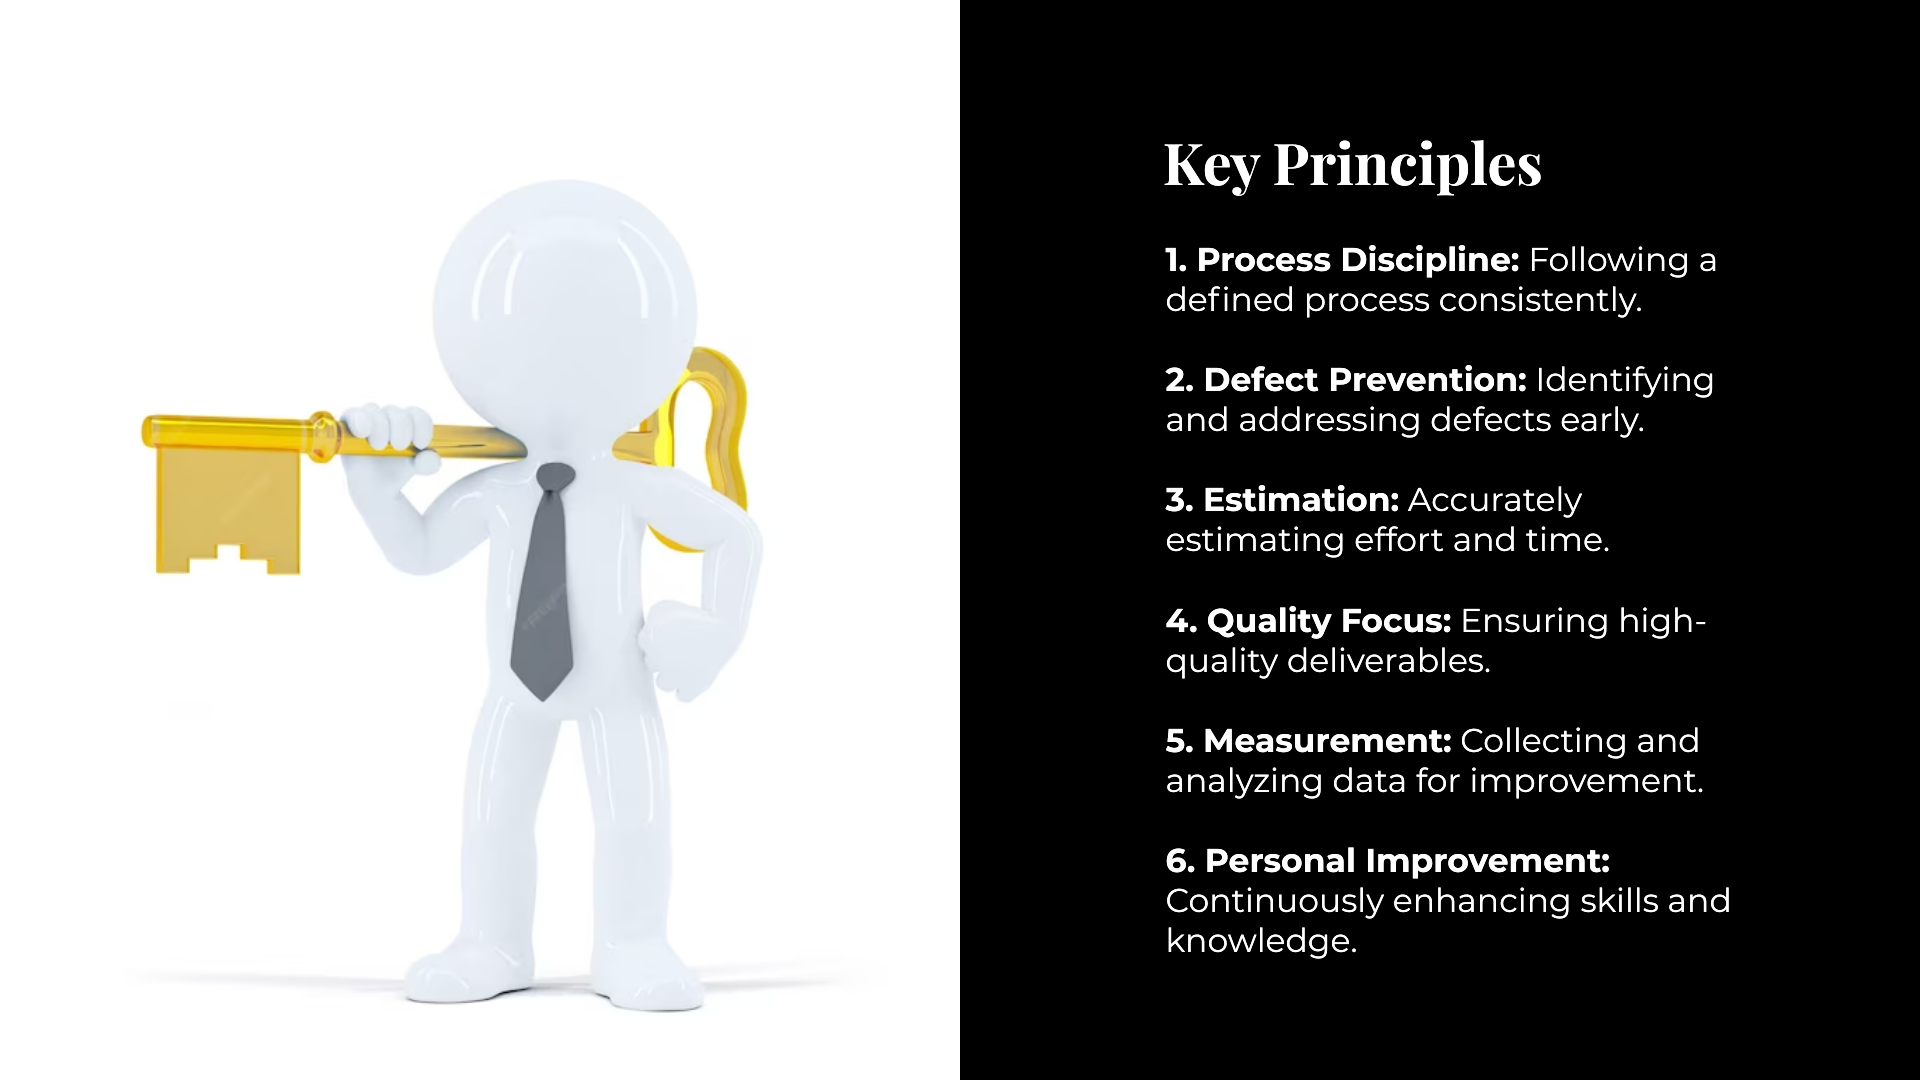 Key Principles
1. Process Discipline: Following a
defined process consistently.
2. Defect Prevention: Identifying
and addressing defects early.
3. Estimation: Accurately
estimating effort and time.
4. Quality Focus: Ensuring high-
quality deliverables.
5. Measurement: Collecting and
analyzing data for improvement.
6. Personal Improvement:
Continuously enhancing skills and
knowledge.